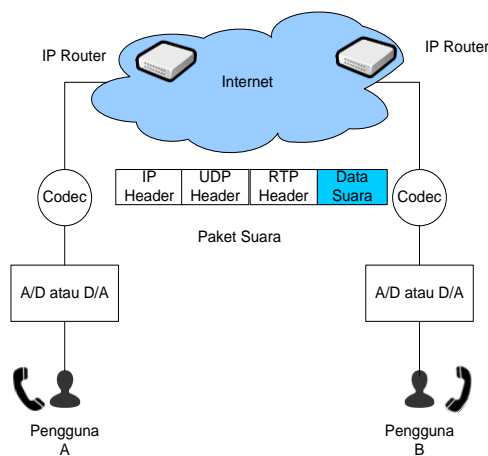 IP Router
IP Router
Internet
IP
Header
UDP
Header
RTP
Header
Data
Suara
Codec
Codec
Paket Suara
A/D atau D/A
A/D atau D/A
Pengguna
A
Pengguna
B